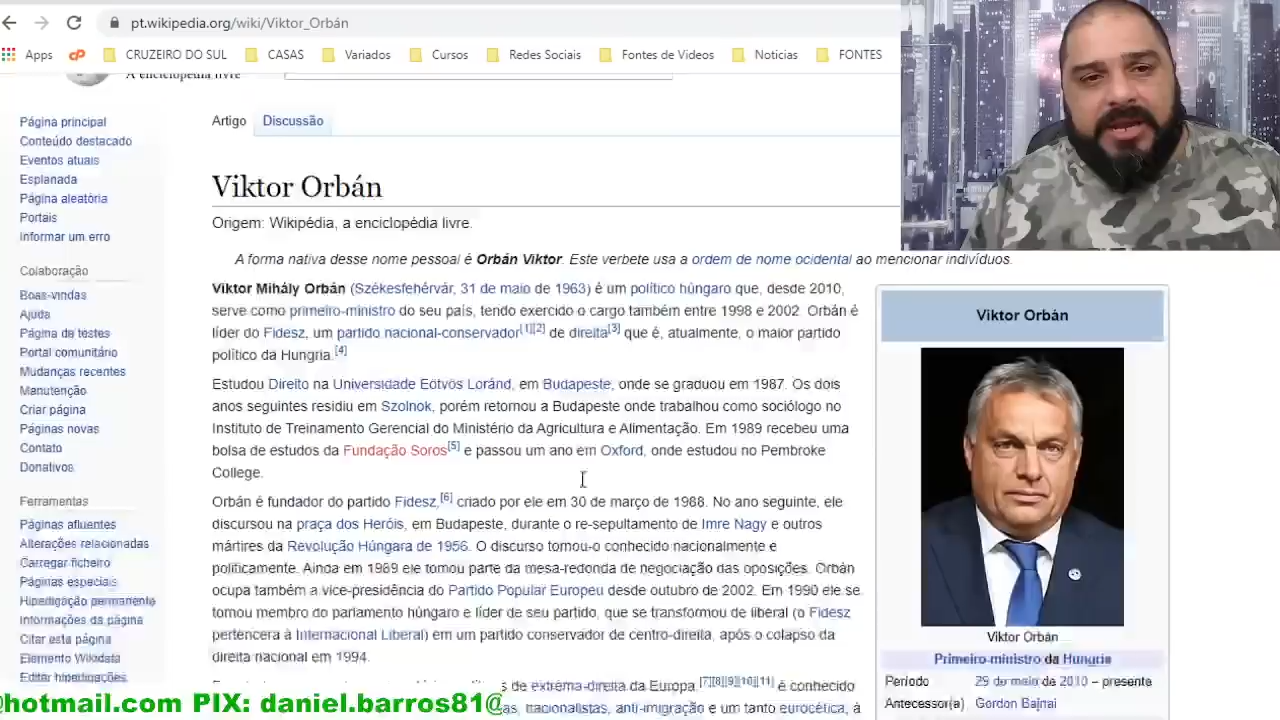 pt.wikipedia.org/wiki/Viktor_Orbán
Apps
CRUZEIRO DO SUL
CASAS
Variados
Cursos
Redes Sociais
Fontes de Videos
Noticias
FONTES
A enciclopédia livre
Artigo
Discussão
Página principal
Conteúdo destacado
Eventos atuais
Esplanada
Página aleatória
Portais
Informar um erro
Colaboração
Boas-vindas
Ajuda
Página de testes
Portal comunitário
Mudanças recentes
Manutenção
Criar página
Páginas novas
Contato
Donativos
Ferramentas
Páginas afluentes
Alterações relacionadas
Carregar ficheiro
Páginas especiais
Hiperligação permanente
Informações da página
Citar esta página
Elemento Wikidata
Editar hiperligações
Viktor Orbán
Origem: Wikipédia, a enciclopédia livre.
A forma nativa desse nome pessoal é Orbán Viktor. Este verbete usa a ordem de nome ocidental ao mencionar indivíduos.
Viktor Mihály Orbán (Székesfehérvár, 31 de maio de 1963) é um político húngaro que, desde 2010,
serve como primeiro-ministro do seu país, tendo exercido o cargo também entre 1998 e 2002. Orbán é
líder do Fidesz, um partido nacional-conservador[1][2] de direita[3] que é, atualmente, o maior partido
político da Hungria.[4]
Estudou Direito na Universidade Eötvös Loránd, em Budapeste, onde se graduou em 1987. Os dois
anos seguintes residiu em Szolnok, porém retornou a Budapeste onde trabalhou como sociólogo no
Instituto de Treinamento Gerencial do Ministério da Agricultura e Alimentação. Em 1989 recebeu uma
bolsa de estudos da Fundação Soros[5] e passou um ano em Oxford, onde estudou no Pembroke
College.
Orbán é fundador do partido Fidesz,[6] criado por ele em 30 de março de 1988. No ano seguinte, ele
discursou na praça dos Heróis, em Budapeste, durante o re-sepultamento de Imre Nagy e outros
mártires da Revolução Húngara de 1956. O discurso tornou-o conhecido nacionalmente e
politicamente. Ainda em 1989 ele tomou parte da mesa-redonda de negociação das oposições. Orbán
ocupa também a vice-presidência do Partido Popular Europeu desde outubro de 2002. Em 1990 ele se
tornou membro do parlamento húngaro e líder de seu partido, que se transformou de liberal (o Fidesz
pertencera à Internacional Liberal) em um partido conservador de centro-direita, após o colapso da
direita nacional em 1994.
s de extrema-direita da Europa.[7][8][9][10][11] é conhecido
as, nacionalistas, anti-imigração e um tanto eurocética, à
Viktor Orbán
Viktor Orbán
Primeiro-ministro da Hungria
Período 29 de maio de 2010 – presente
Antecessor(a) Gordon Bajnai
@hotmail.com PIX: daniel.barros81@